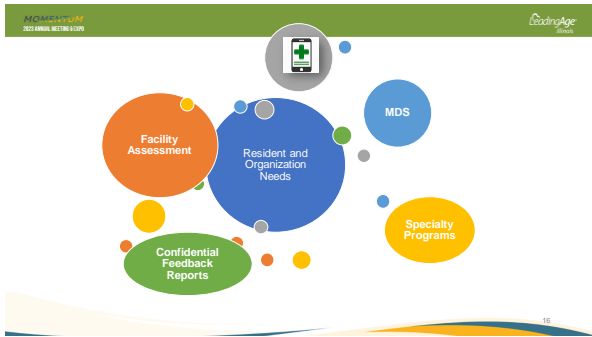 MOMENTUM
2023 ANNUAL MEETING & EXPO
LeadingAge
Illinois
MDS
Facility
Assessment
Resident and
Organization
Needs
Specialty
Programs
Confidential
Feedback
Reports
16